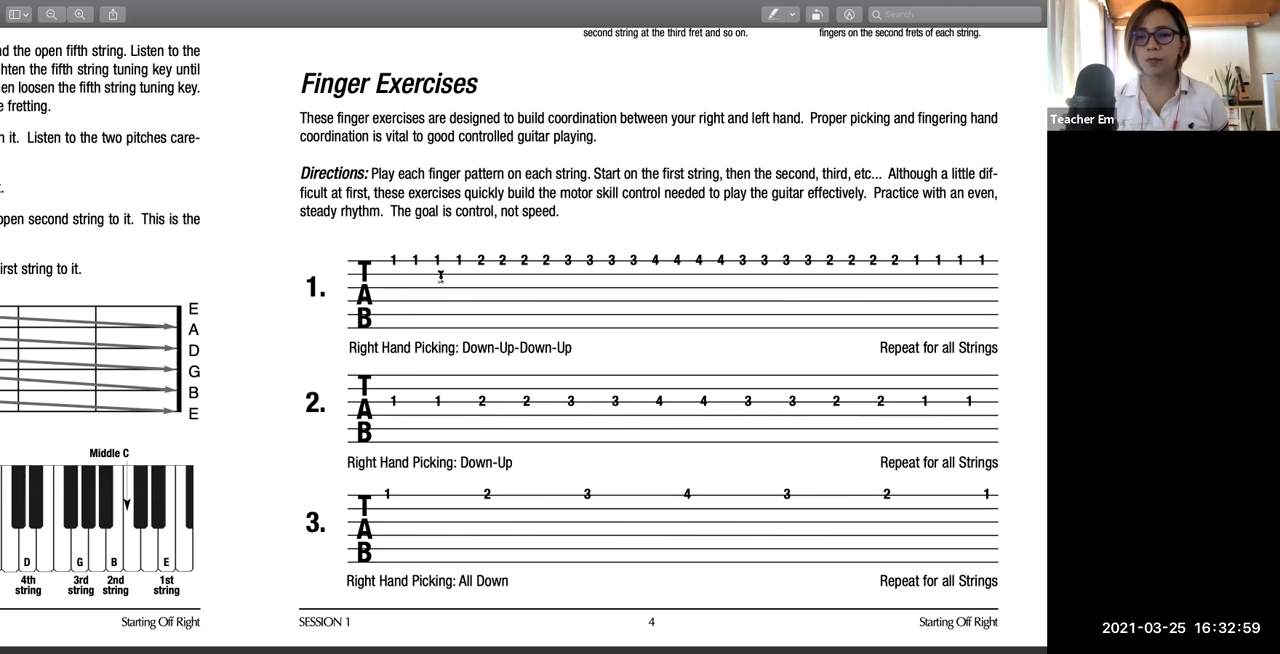 Search
second string at the third fret and so on.
fingers on the second frets of each string.
Teacher Em
nd the open fifth string. Listen to the
hten the fifth string tuning key until
en loosen the fifth string tuning key.
e fretting.
n it. Listen to the two pitches care-
t.
open second string to it. This is the
irst string to it.
E
A
D
G
B
E
Middle C
D G B E
4th string
3rd string
2nd string
1st string
Starting Off Right
Finger Exercises
These finger exercises are designed to build coordination between your right and left hand. Proper picking and fingering hand
coordination is vital to good controlled guitar playing.
Directions: Play each finger pattern on each string. Start on the first string, then the second, third, etc... Although a little dif-
ficult at first, these exercises quickly build the motor skill control needed to play the guitar effectively. Practice with an even,
steady rhythm. The goal is control, not speed.
1.
TAB
1 1 1 1 2 2 2 2 3 3 3 3 4 4 4 4 3 3 3 3 2 2 2 2 1 1 1 1
Right Hand Picking: Down-Up-Down-Up
Repeat for all Strings
2.
TAB
1 1 2 2 3 3 4 4 3 3 2 2 1 1
Right Hand Picking: Down-Up
Repeat for all Strings
3.
TAB
1 2 3 4 3 2 1
Right Hand Picking: All Down
Repeat for all Strings
SESSION 1
4
Starting Off Right
2021-03-25 16:32:59